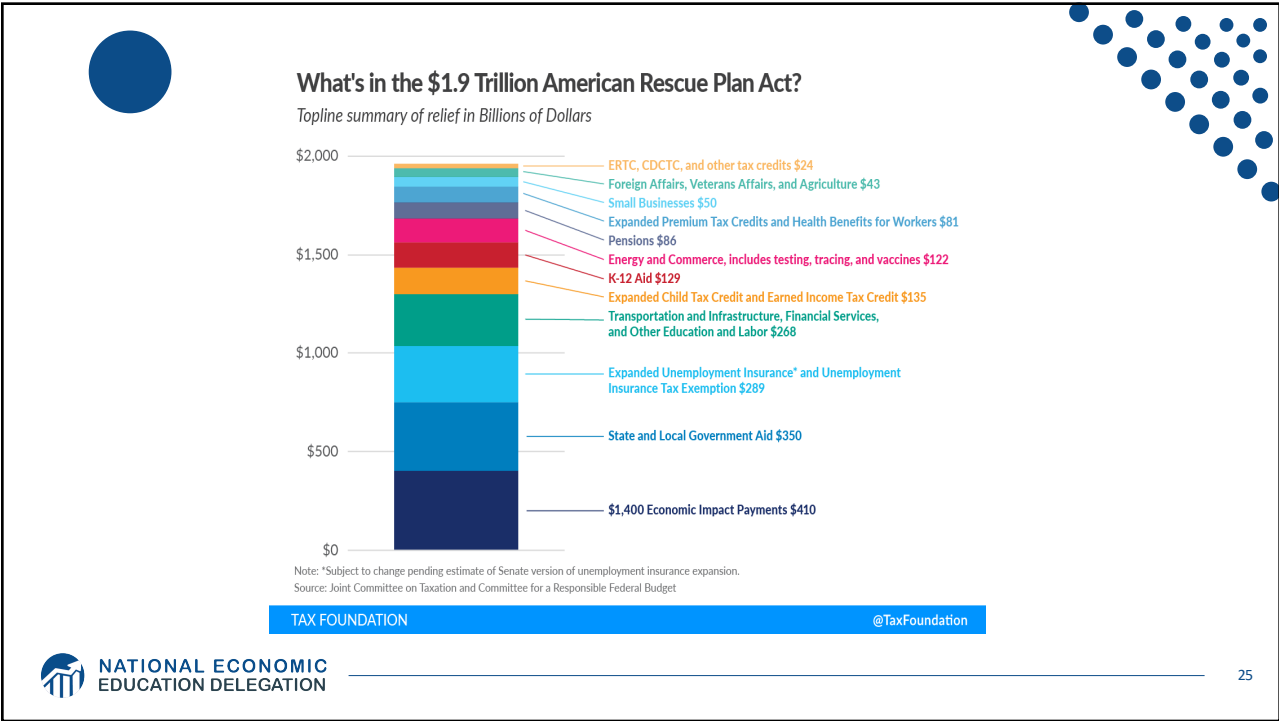 What's in the $1.9 Trillion American Rescue Plan Act?
Topline summary of relief in Billions of Dollars
$2,000
$1,500
$1,000
$500
$0
ERTC, CDCTC, and other tax credits $24
Foreign Affairs, Veterans Affairs, and Agriculture $43
Small Businesses $50
Expanded Premium Tax Credits and Health Benefits for Workers $81
Pensions $86
Energy and Commerce, includes testing, tracing, and vaccines $122
K-12 Aid $129
Expanded Child Tax Credit and Earned Income Tax Credit $135
Transportation and Infrastructure, Financial Services,
and Other Education and Labor $268
Expanded Unemployment Insurance* and Unemployment
Insurance Tax Exemption $289
State and Local Government Aid $350
$1,400 Economic Impact Payments $410
Note: *Subject to change pending estimate of Senate version of unemployment insurance expansion.
Source: Joint Committee on Taxation and Committee for a Responsible Federal Budget
TAX FOUNDATION
@TaxFoundation
NATIONAL ECONOMIC
EDUCATION DELEGATION
25